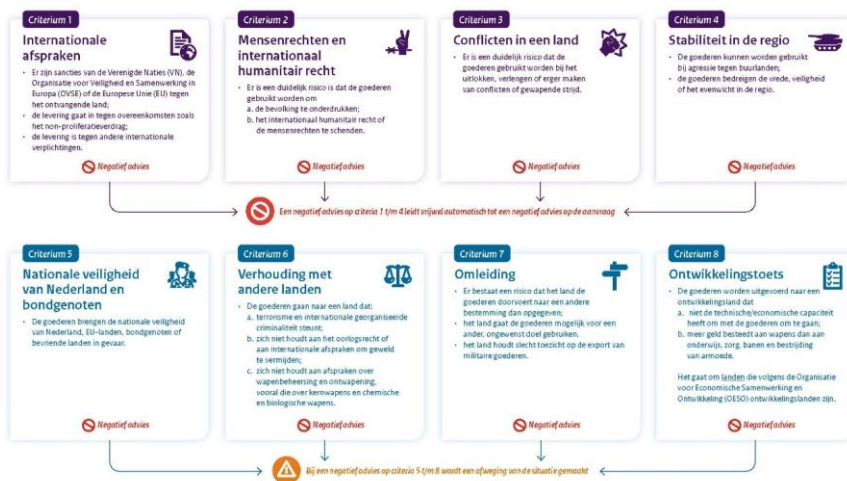 Criterium 1
Internationale
afspraken
• Er zijn sancties van de Verenigde Naties (VN), de
Organisatie voor Veiligheid en Samenwerking in
Europa (OVSE) of de Europese Unie (EU) tegen
het ontvangende land;
• de levering gaat in tegen overeenkomsten zoals
het non-proliferatieverdrag;
• de levering is tegen andere internationale
verplichtingen.
Negatief advies
Criterium 2
Mensenrechten en
internationaal
humanitair recht
• Er is een duidelijk risico is dat de goederen
gebruikt worden om
a. de bevolking te onderdrukken;
b. het internationaal humanitair recht of
de mensenrechten te schenden.
Negatief advies
Criterium 3
Conflicten in een land
• Er is een duidelijk risico dat de
goederen gebruikt worden bij het
uitlokken, verlengen of erger maken
van conflicten of gewapende strijd.
Negatief advies
Criterium 4
Stabiliteit in de regio
• De goederen kunnen worden gebruikt
bij agressie tegen buurlanden;
• de goederen bedreigen de vrede, veiligheid
of het evenwicht in de regio.
Negatief advies
Een negatief advies op criteria 1 t/m 4 leidt vrijwel automatisch tot een negatief advies op de aanvraag
Criterium 5
Nationale veiligheid
van Nederland en
bondgenoten
• De goederen brengen de nationale veiligheid
van Nederland, EU-landen, bondgenoten of
bevriende landen in gevaar.
Negatief advies
Criterium 6
Verhouding met
andere landen
• De goederen gaan naar een land dat:
a. terrorisme en internationale georganiseerde
criminaliteit steunt;
b. zich niet houdt aan het oorlogsrecht of
aan internationale afspraken om geweld
te vermijden;
c. zich niet houdt aan afspraken over
wapenbeheersing en ontwapening,
vooral die over kernwapens en chemische
en biologische wapens.
Negatief advies
Criterium 7
Omleiding
• Er bestaat een risico dat het land de
goederen doorvoert naar een andere
bestemming dan opgegeven;
• het land gaat de goederen mogelijk voor een
ander, ongewenst doel gebruiken.
• het land houdt slecht toezicht op de export van
militaire goederen.
Negatief advies
Criterium 8
Ontwikkelingstoets
• De goederen worden uitgevoerd naar een
ontwikkelingsland dat
a. niet de technische/economische capaciteit
heeft om met de goederen om te gaan;
b. meer geld besteedt aan wapens dan aan
onderwijs, zorg, banen en bestrijding
van armoede.
Het gaat om landen die volgens de Organisatie
voor Economische Samenwerking en
Ontwikkeling (OESO) ontwikkelingslanden zijn.
Negatief advies
Bij een negatief advies op criteria 5 t/m 8 wordt een afweging van de situatie gemaakt